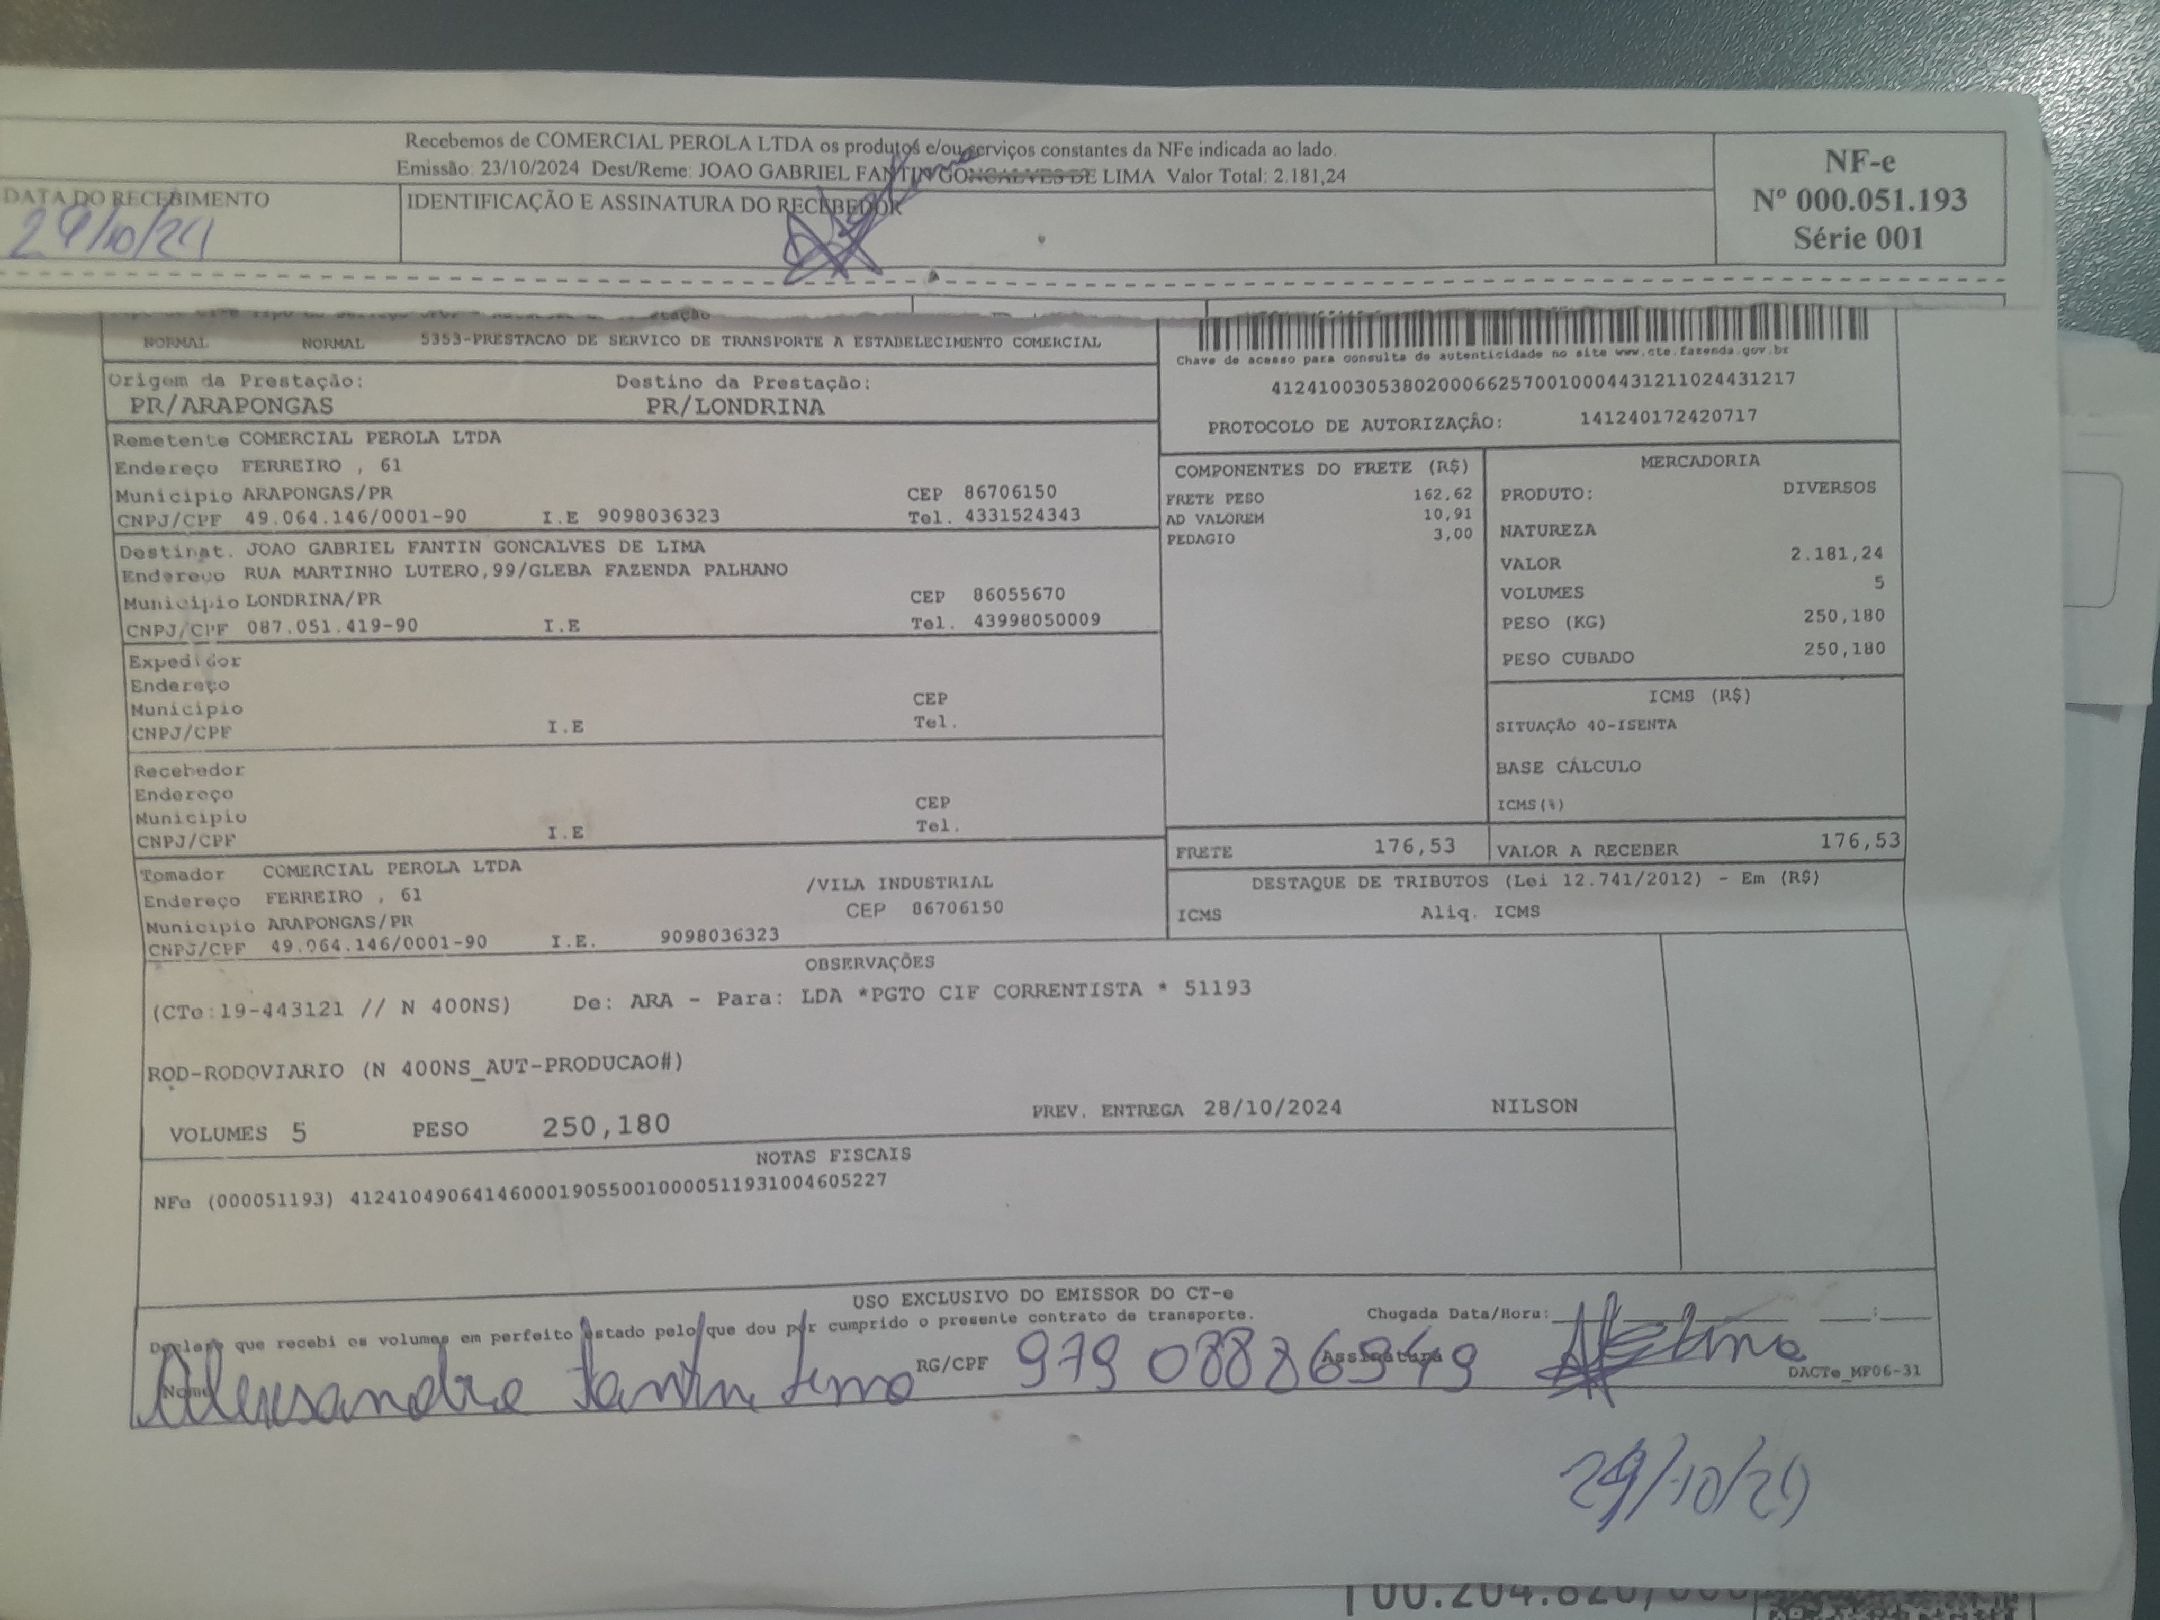 Recebemos de COMERCIAL PEROLA LTDA os produtos e/ou serviços constantes da NFe indicada ao lado.
Emissão: 23/10/2024 Dest/Reme: JOAO GABRIEL FANTIN GONCALVES DE LIMA Valor Total: 2.181,24
NF-e
Nº 000.051.193
Série 001
DATA DO RECEBIMENTO
IDENTIFICAÇÃO E ASSINATURA DO RECEBEDOR
NORMAL NORMAL 5353-PRESTACAO DE SERVICO DE TRANSPORTE A ESTABELECIMENTO COMERCIAL
Chave de acesso para consulta de autenticidade no site www.cte.fazenda.gov.br
41241003053802000662570010004431211024431217
PROTOCOLO DE AUTORIZAÇÃO: 141240172420717
Origem da Prestação: Destino da Prestação:
PR/ARAPONGAS PR/LONDRINA
Remetente COMERCIAL PEROLA LTDA
Endereço FERREIRO , 61
Município ARAPONGAS/PR CEP 86706150
CNPJ/CPF 49.064.146/0001-90 I.E 9098036323 Tel. 4331524343
Destinat. JOAO GABRIEL FANTIN GONCALVES DE LIMA
Endereço RUA MARTINHO LUTERO,99/GLEBA FAZENDA PALHANO
Município LONDRINA/PR CEP 86055670
CNPJ/CPF 087.051.419-90 I.E Tel. 43998050009
Expedidor
Endereço
Município CEP
CNPJ/CPF I.E Tel.
Recebedor
Endereço
Município CEP
CNPJ/CPF I.E Tel.
Tomador COMERCIAL PEROLA LTDA
Endereço FERREIRO , 61 /VILA INDUSTRIAL
Município ARAPONGAS/PR CEP 86706150
CNPJ/CPF 49.064.146/0001-90 I.E. 9098036323
COMPONENTES DO FRETE (R$)
FRETE PESO 162,62
AD VALOREM 10,91
PEDAGIO 3,00
MERCADORIA
PRODUTO: DIVERSOS
NATUREZA
VALOR 2.181,24
VOLUMES 5
PESO (KG) 250,180
PESO CUBADO 250,180
ICMS (R$)
SITUAÇÃO 40-ISENTA
BASE CÁLCULO
ICMS(%)
FRETE 176,53 VALOR A RECEBER 176,53
DESTAQUE DE TRIBUTOS (Lei 12.741/2012) - Em (R$)
ICMS Aliq. ICMS
OBSERVAÇÕES
(CTe:19-443121 // N 400NS) De: ARA - Para: LDA *PGTO CIF CORRENTISTA * 51193
ROD-RODOVIARIO (N 400NS_AUT-PRODUCAO#)
VOLUMES 5 PESO 250,180 PREV. ENTREGA 28/10/2024 NILSON
NOTAS FISCAIS
NFe (000051193) 41241049064146000190550010000511931004605227
USO EXCLUSIVO DO EMISSOR DO CT-e
Declaro que recebi os volumes em perfeito estado pelo que dou por cumprido o presente contrato de transporte. Chegada Data/Hora:
Nome RG/CPF 979 08886949 Assinatura
DACTe_MP06-31
29/10/24